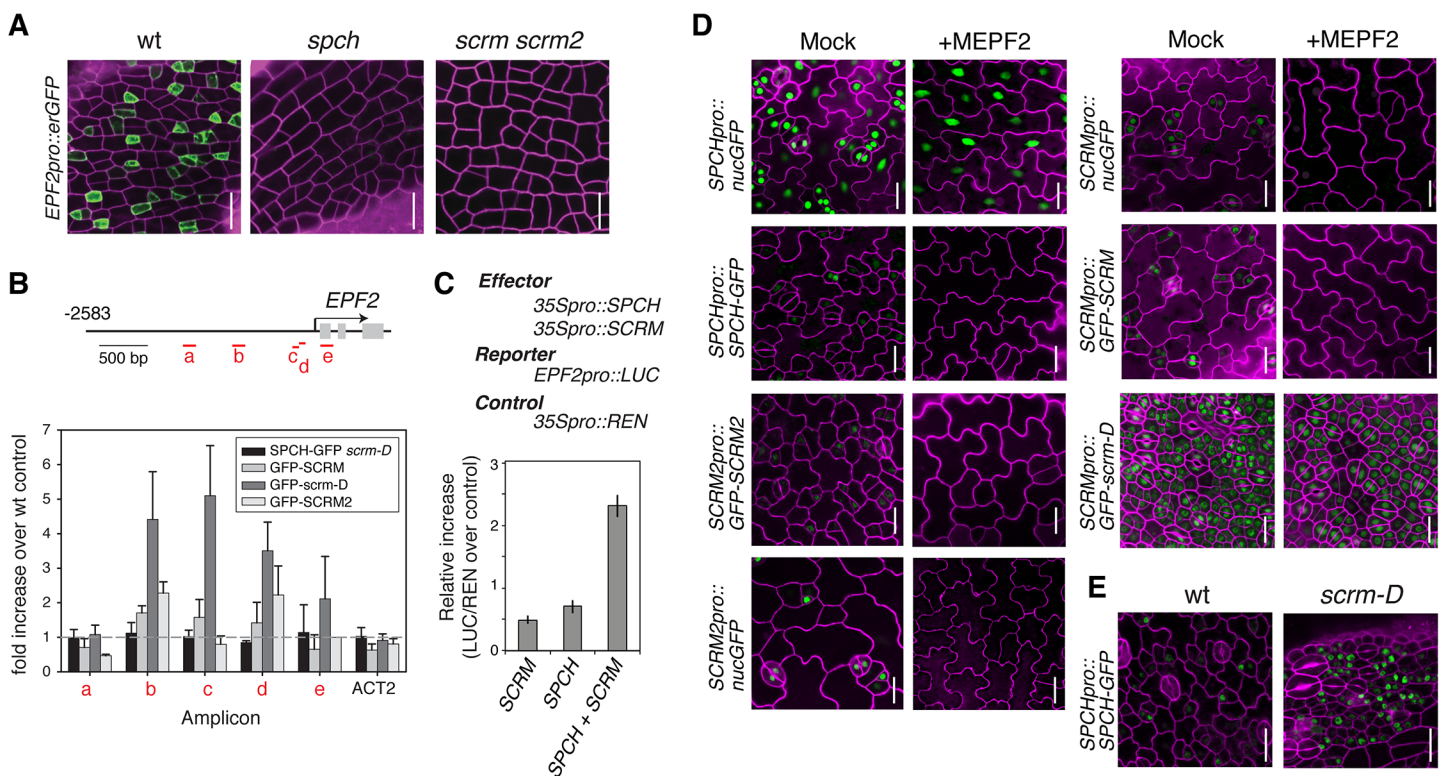 A
wt
spch
scrm scrm2
EPF2pro::erGFP
B
-2583
EPF2
500 bp
a
b
c
d
e
fold increase over wt control
7
6
5
4
3
2
1
0
SPCH-GFP scrm-D
GFP-SCRM
GFP-scrm-D
GFP-SCRM2
a
b
c
d
e
ACT2
Amplicon
C
Effector
35Spro::SPCH
35Spro::SCRM
Reporter
EPF2pro::LUC
Control
35Spro::REN
Relative increase
(LUC/REN over control)
3
2
1
0
SCRM
SPCH
SPCH + SCRM
D
Mock
+MEPF2
SPCHpro::
nucGFP
SPCHpro::
SPCH-GFP
SCRM2pro::
GFP-SCRM2
SCRM2pro::
nucGFP
Mock
+MEPF2
SCRMpro::
nucGFP
SCRMpro::
GFP-SCRM
SCRMpro::
GFP-scrm-D
E
wt
scrm-D
SPCHpro::
SPCH-GFP